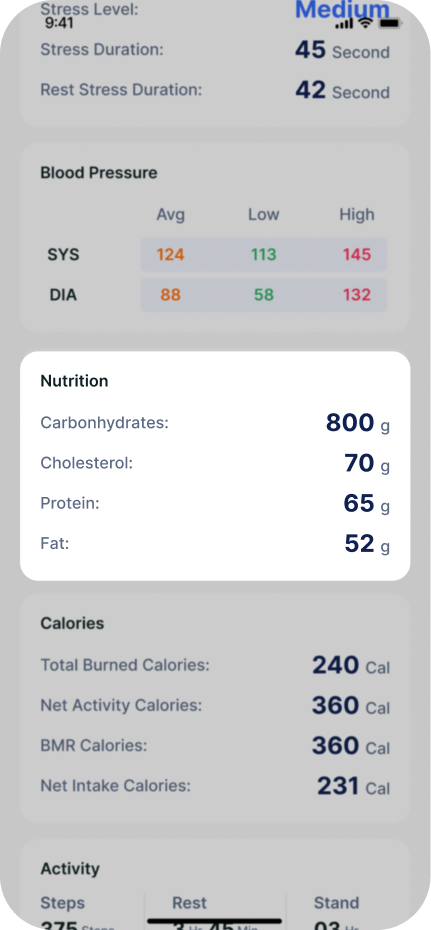 Stress Level: Medium
9:41
Stress Duration: 45 Second
Rest Stress Duration: 42 Second
Blood Pressure
Avg Low High
SYS 124 113 145
DIA 88 58 132
Nutrition
Carbonhydrates: 800 g
Cholesterol: 70 g
Protein: 65 g
Fat: 52 g
Calories
Total Burned Calories: 240 Cal
Net Activity Calories: 360 Cal
BMR Calories: 360 Cal
Net Intake Calories: 231 Cal
Activity
Steps Rest Stand
375 Steps 3 Hr 45 Min 03 Hr